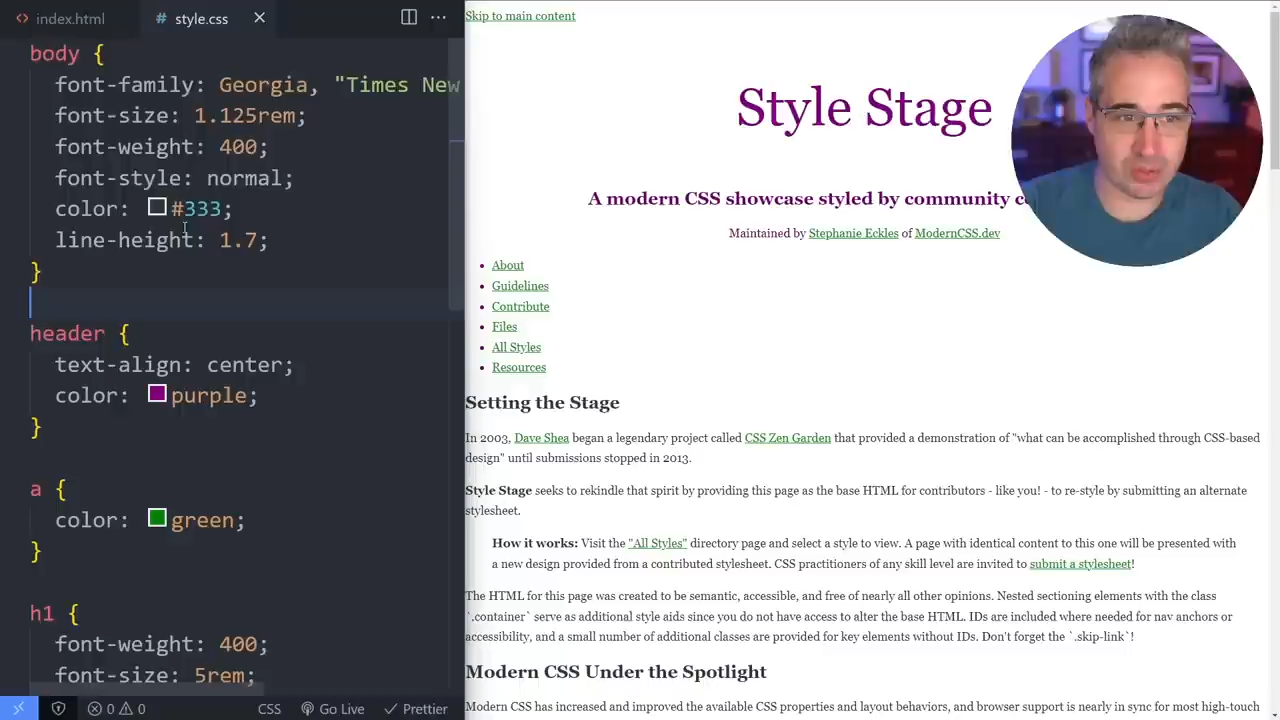 index.html
# style.css
body {
font-family: Georgia, "Times New
font-size: 1.125rem;
font-weight: 400;
font-style: normal;
color: #333;
line-height: 1.7;
}
header {
text-align: center;
color: purple;
}
a {
color: green;
}
h1 {
font-weight: 400;
font-size: 5rem;
0 0
CSS
Go Live
Prettier
Skip to main content
Style Stage
A modern CSS showcase styled by community
Maintained by Stephanie Eckles of ModernCSS.dev
About
Guidelines
Contribute
Files
All Styles
Resources
Setting the Stage
In 2003, Dave Shea began a legendary project called CSS Zen Garden that provided a demonstration of "what can be accomplished through CSS-based
design" until submissions stopped in 2013.
Style Stage seeks to rekindle that spirit by providing this page as the base HTML for contributors - like you! - to re-style by submitting an alternate
stylesheet.
How it works: Visit the "All Styles" directory page and select a style to view. A page with identical content to this one will be presented with
a new design provided from a contributed stylesheet. CSS practitioners of any skill level are invited to submit a stylesheet!
The HTML for this page was created to be semantic, accessible, and free of nearly all other opinions. Nested sectioning elements with the class
`.container` serve as additional style aids since you do not have access to alter the base HTML. IDs are included where needed for nav anchors or
accessibility, and a small number of additional classes are provided for key elements without IDs. Don't forget the `.skip-link`!
Modern CSS Under the Spotlight
Modern CSS has increased and improved the available CSS properties and layout behaviors, and browser support is nearly in sync for most high-touch